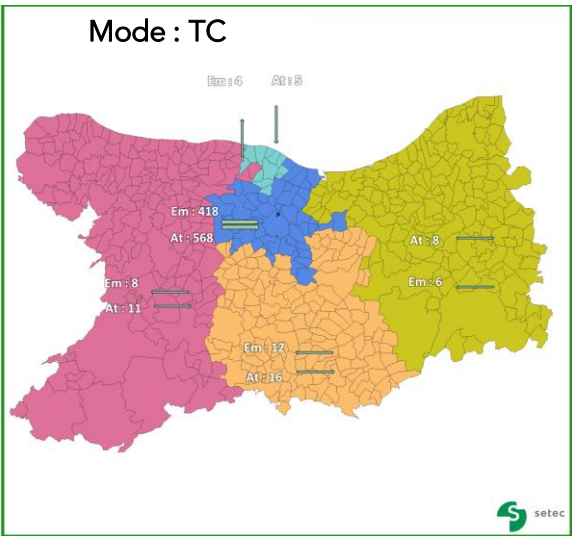 Mode : TC
Em : 4
At : 5
Em : 418
At : 568
At : 8
Em : 8
Em : 6
At : 11
Em : 12
At : 16
setec